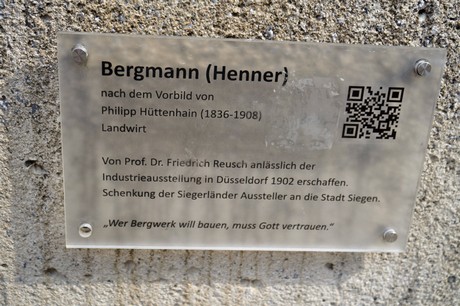 Bergmann (Henner)
nach dem Vorbild von
Philipp Hüttenhain (1836-1908)
Landwirt
Von Prof. Dr. Friedrich Reusch anlässlich der
Industrieausstellung in Düsseldorf 1902 erschaffen.
Schenkung der Siegerländer Aussteller an die Stadt Siegen.
„Wer Bergwerk will bauen, muss Gott vertrauen.“